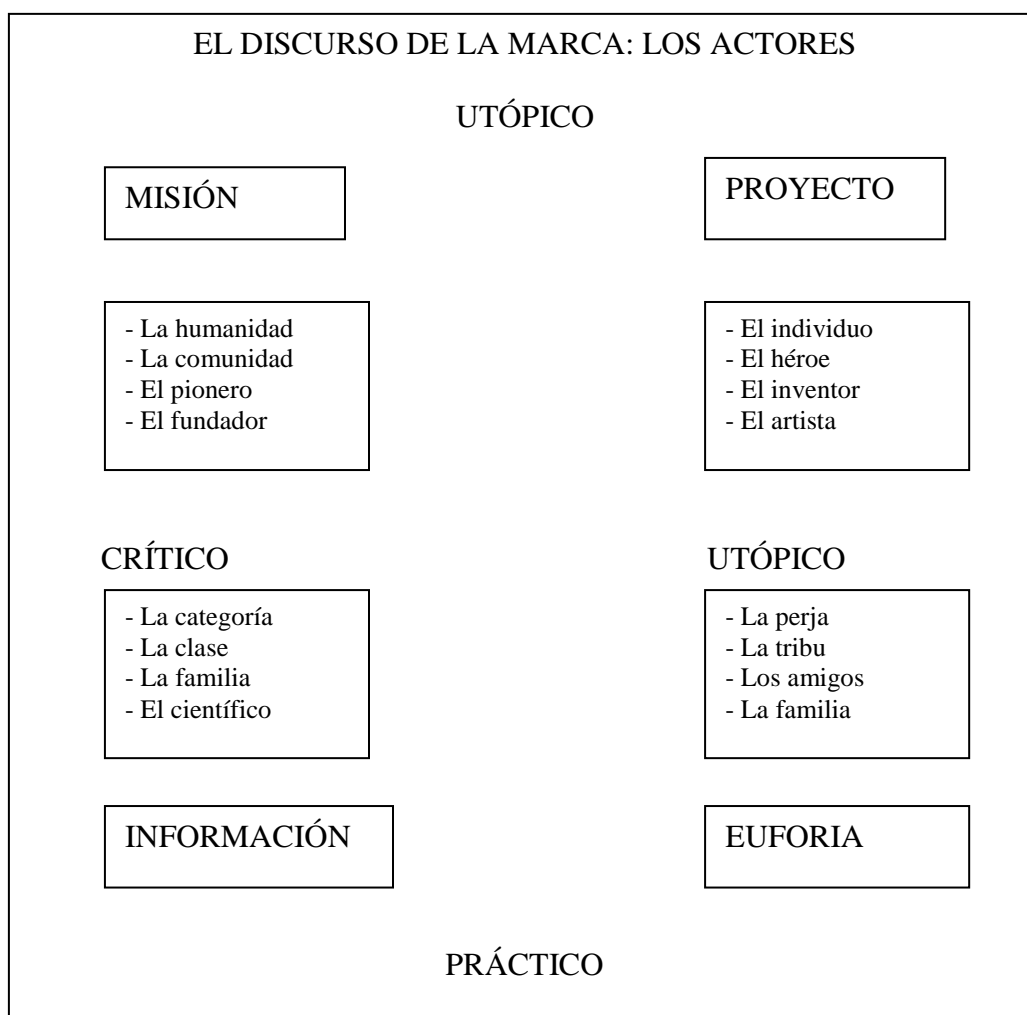 EL DISCURSO DE LA MARCA: LOS ACTORES
UTÓPICO
MISIÓN
PROYECTO
- La humanidad
- La comunidad
- El pionero
- El fundador
- El individuo
- El héroe
- El inventor
- El artista
CRÍTICO
UTÓPICO
- La categoría
- La clase
- La familia
- El científico
- La perja
- La tribu
- Los amigos
- La familia
INFORMACIÓN
EUFORIA
PRÁCTICO